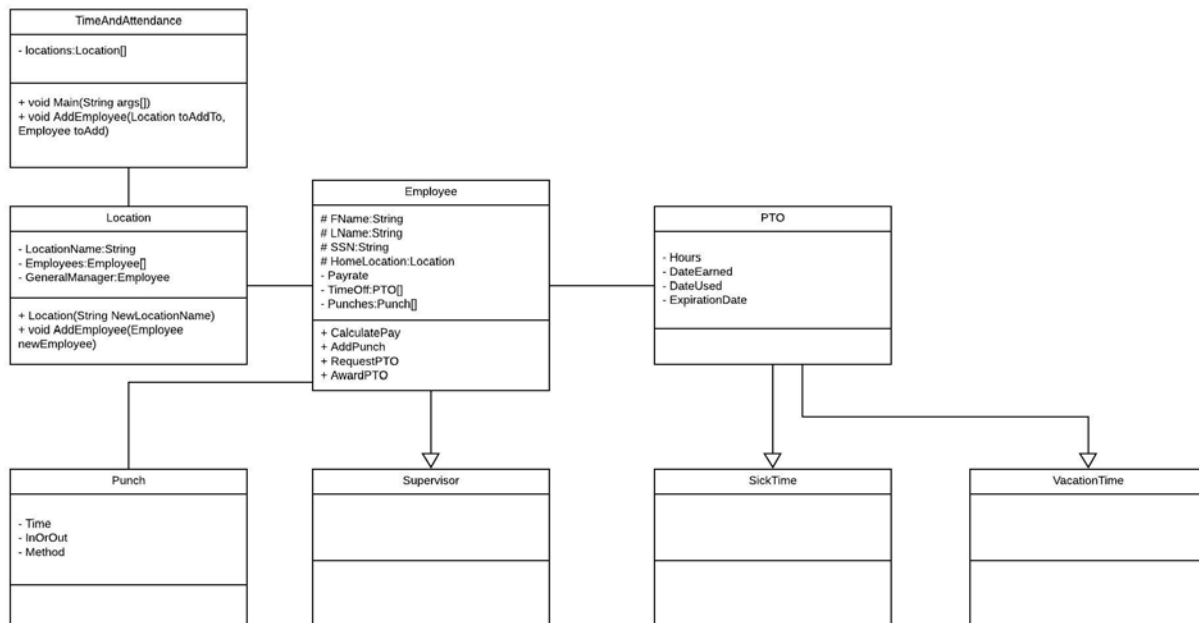 TimeAndAttendance
- locations:Location[]
+ void Main(String args[])
+ void AddEmployee(Location toAddTo,
Employee toAdd)
Location
- LocationName:String
- Employees:Employee[]
- GeneralManager:Employee
+ Location(String NewLocationName)
+ void AddEmployee(Employee
newEmployee)
Employee
# FName:String
# LName:String
# SSN:String
# HomeLocation:Location
- Payrate
- TimeOff:PTO[]
- Punches:Punch[]
+ CalculatePay
+ AddPunch
+ RequestPTO
+ AwardPTO
PTO
- Hours
- DateEarned
- DateUsed
- ExpirationDate
Punch
- Time
- InOrOut
- Method
Supervisor
SickTime
VacationTime